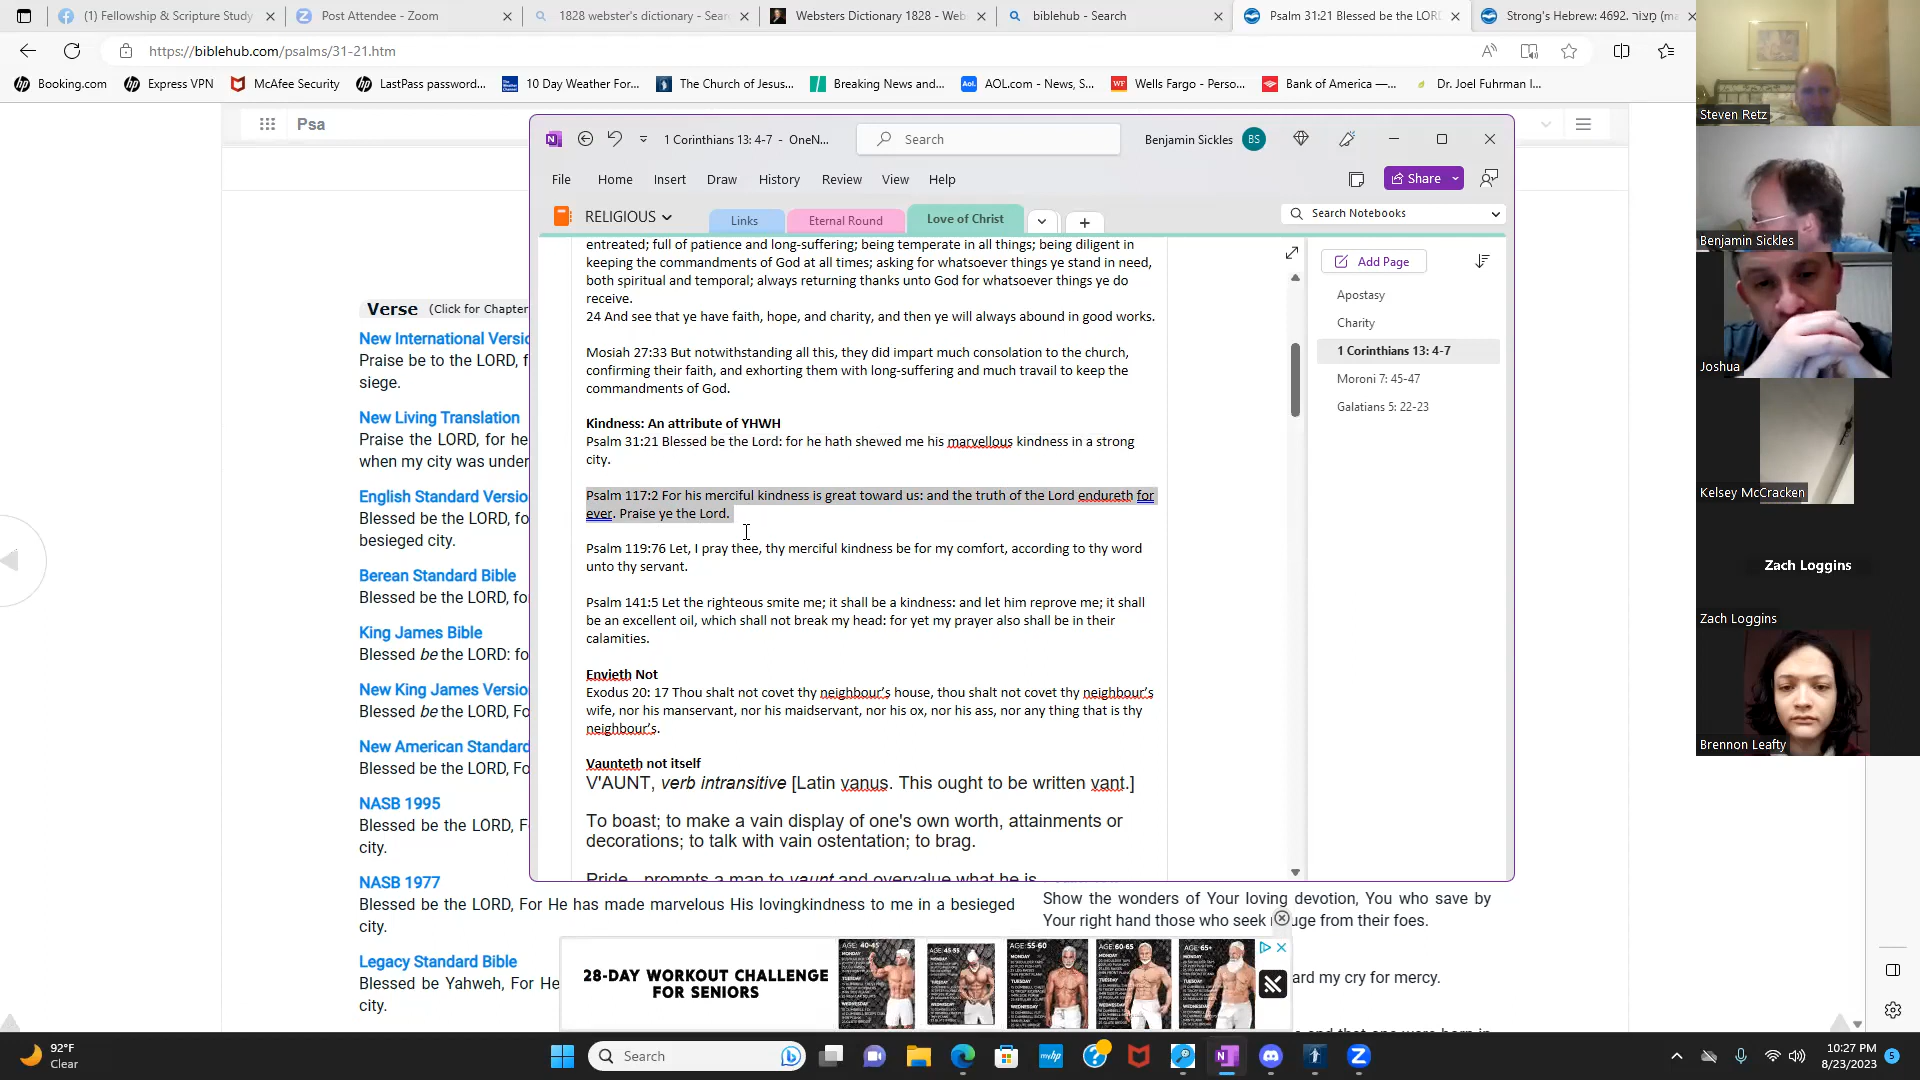 (1) Fellowship & Scripture Study
Post Attendee - Zoom
1828 webster's dictionary - Sear
Websters Dictionary 1828 - Web
biblehub - Search
Psalm 31:21 Blessed be the LORD
Strong's Hebrew: 4692. מָצוֹר (ma
https://biblehub.com/psalms/31-21.htm
Booking.com
Express VPN
McAfee Security
LastPass password...
10 Day Weather For...
The Church of Jesus...
Breaking News and...
AOL.com - News, S...
Wells Fargo - Perso...
Bank of America —...
Dr. Joel Fuhrman I...
Psa
Verse (Click for Chapter
New International Versio
Praise be to the LORD, f
siege.
New Living Translation
Praise the LORD, for he
when my city was under
English Standard Versio
Blessed be the LORD, for
besieged city.
Berean Standard Bible
Blessed be the LORD, fo
King James Bible
Blessed be the LORD: fo
New King James Versio
Blessed be the LORD, Fo
New American Standard
Blessed be the LORD, Fo
NASB 1995
Blessed be the LORD, F
city.
NASB 1977
Blessed be the LORD, For He has made marvelous His lovingkindness to me in a besieged
city.
Legacy Standard Bible
Blessed be Yahweh, For He
city.
1 Corinthians 13: 4-7 - OneN...
Search
Benjamin Sickles
BS
File
Home
Insert
Draw
History
Review
View
Help
Share
RELIGIOUS
Links
Eternal Round
Love of Christ
Search Notebooks
entreated; full of patience and long-suffering; being temperate in all things; being diligent in
keeping the commandments of God at all times; asking for whatsoever things ye stand in need,
both spiritual and temporal; always returning thanks unto God for whatsoever things ye do
receive.
24 And see that ye have faith, hope, and charity, and then ye will always abound in good works.
Mosiah 27:33 But notwithstanding all this, they did impart much consolation to the church,
confirming their faith, and exhorting them with long-suffering and much travail to keep the
commandments of God.
Kindness: An attribute of YHWH
Psalm 31:21 Blessed be the Lord: for he hath shewed me his marvellous kindness in a strong
city.
Psalm 117:2 For his merciful kindness is great toward us: and the truth of the Lord endureth for
ever. Praise ye the Lord.
Psalm 119:76 Let, I pray thee, thy merciful kindness be for my comfort, according to thy word
unto thy servant.
Psalm 141:5 Let the righteous smite me; it shall be a kindness: and let him reprove me; it shall
be an excellent oil, which shall not break my head: for yet my prayer also shall be in their
calamities.
Envieth Not
Exodus 20: 17 Thou shalt not covet thy neighbour's house, thou shalt not covet thy neighbour's
wife, nor his manservant, nor his maidservant, nor his ox, nor his ass, nor any thing that is thy
neighbour's.
Vaunteth not itself
V'AUNT, verb intransitive [Latin vanus. This ought to be written vant.]
To boast; to make a vain display of one's own worth, attainments or
decorations; to talk with vain ostentation; to brag.
Pride prompts a man to vaunt and overvalue what he is
Add Page
Apostasy
Charity
1 Corinthians 13: 4-7
Moroni 7: 45-47
Galatians 5: 22-23
Show the wonders of Your loving devotion, You who save by
Your right hand those who seek r uge from their foes.
ard my cry for mercy.
28-DAY WORKOUT CHALLENGE
FOR SENIORS
AGE: 40-45
AGE: 45-55
AGE: 55-60
AGE: 60-65
AGE: 65+
Steven Retz
Benjamin Sickles
Joshua
Kelsey McCracken
Zach Loggins
Zach Loggins
Brennon Leafty
92°F
Clear
Search
10:27 PM
8/23/2023
5